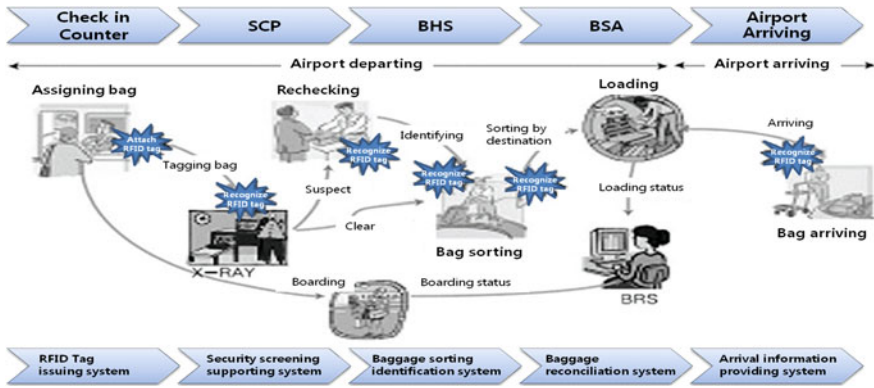 Check in
Counter
SCP
BHS
BSA
Airport
Arriving
Airport departing
Airport arriving
Assigning bag
Rechecking
Loading
Attach
RFID tag
Tagging bag
Recognize
RFID tag
Identifying
Recognize
RFID tag
Sorting by
destination
Recognize
RFID tag
Arriving
Recognize
RFID tag
Recognize
RFID tag
Suspect
Clear
Loading status
X-RAY
Bag sorting
Bag arriving
Boarding
Boarding status
BRS
RFID Tag
issuing system
Security screening
supporting system
Baggage sorting
identification system
Baggage
reconciliation system
Arrival information
providing system